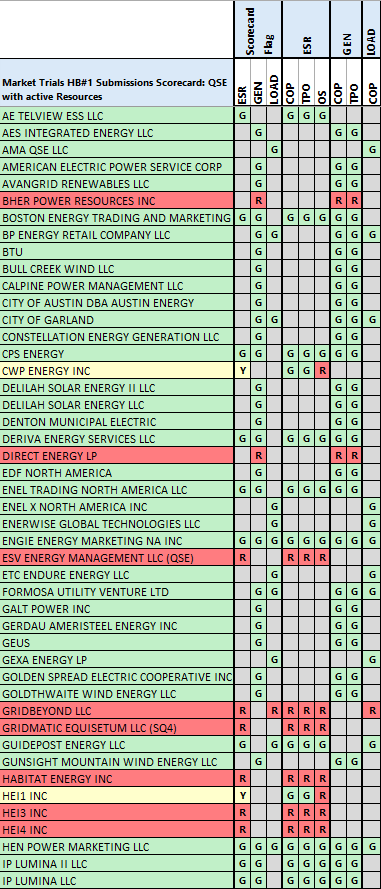 Scorecard Flag ESR GEN LOAD
Market Trials HB#1 Submissions Scorecard: QSE
with active Resources
ESR GEN LOAD COP TPO OS COP TPO COP
AE TELVIEW ESS LLC G G G G
AES INTEGRATED ENERGY LLC G G G
AMA QSE LLC G G
AMERICAN ELECTRIC POWER SERVICE CORP G G G
AVANGRID RENEWABLES LLC G G G
BHER POWER RESOURCES INC R R R
BOSTON ENERGY TRADING AND MARKETING G G G G G G G
BP ENERGY RETAIL COMPANY LLC G G G G G
BTU G G G
BULL CREEK WIND LLC G G G
CALPINE POWER MANAGEMENT LLC G G G
CITY OF AUSTIN DBA AUSTIN ENERGY G G G
CITY OF GARLAND G G G G G
CONSTELLATION ENERGY GENERATION LLC G G G
CPS ENERGY G G G G G G G
CWP ENERGY INC Y G G R
DELILAH SOLAR ENERGY II LLC G G G
DELILAH SOLAR ENERGY LLC G G G
DENTON MUNICIPAL ELECTRIC G G G
DERIVA ENERGY SERVICES LLC G G G G G G G
DIRECT ENERGY LP R R R
EDF NORTH AMERICA G G G
ENEL TRADING NORTH AMERICA LLC G G G G G G G
ENEL X NORTH AMERICA INC G G
ENERWISE GLOBAL TECHNOLOGIES LLC G G
ENGIE ENERGY MARKETING NA INC G G G G G G G G G
ESV ENERGY MANAGEMENT LLC (QSE) R R R R
ETC ENDURE ENERGY LLC G G
FORMOSA UTILITY VENTURE LTD G G G G G
GALT POWER INC G G G
GERDAU AMERISTEEL ENERGY INC G G G
GEUS G G G
GEXA ENERGY LP G G
GOLDEN SPREAD ELECTRIC COOPERATIVE INC G G G
GOLDTHWAITE WIND ENERGY LLC G G G
GRIDBEYOND LLC R R R R R R
GRIDMATIC EQUISETUM LLC (SQ4) R R R R
GUIDEPOST ENERGY LLC G G G G G G
GUNSIGHT MOUNTAIN WIND ENERGY LLC G G G
HABITAT ENERGY INC R R R R
HEI1 INC Y G G R
HEI3 INC R R R R
HEI4 INC R R R R
HEN POWER MARKETING LLC G G G G G G G G G
IP LUMINA II LLC G G G G G G G
IP LUMINA LLC G G G G G G G